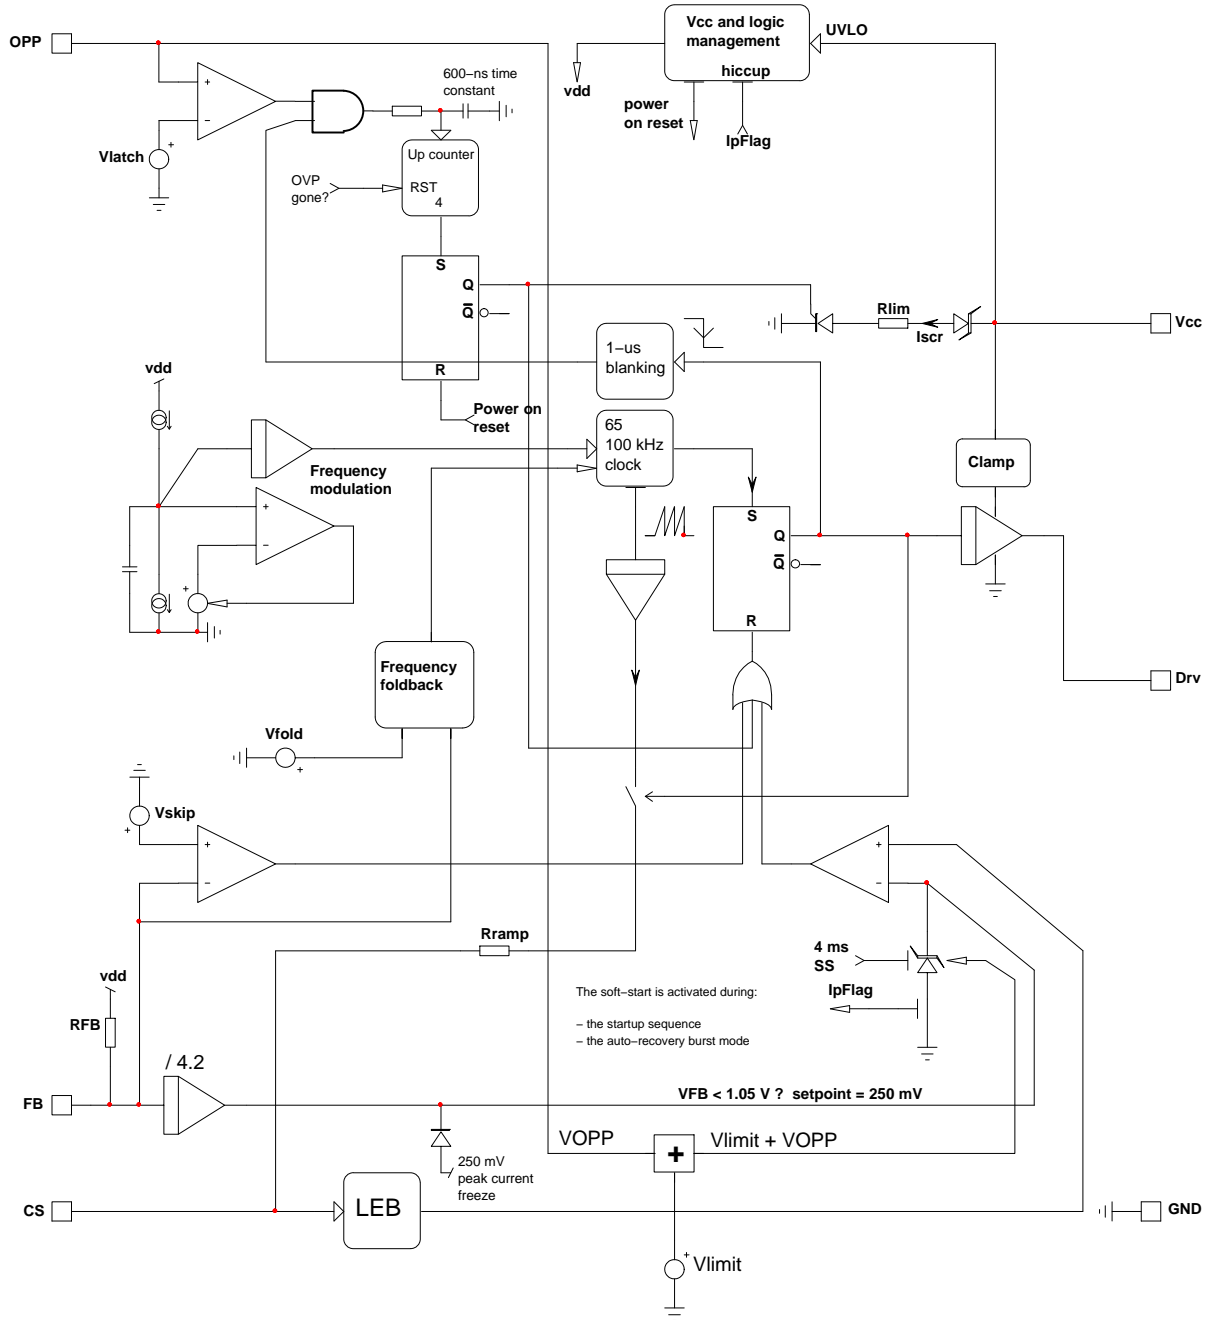 OPP
Vcc and logic
management
UVLO
hiccup
vdd
power
on reset
IpFlag
600–ns time
constant
+
–
Vlatch
+
Up counter
RST
4
OVP
gone?
S
Q
Q
R
Rlim
Iscr
Vcc
1–us
blanking
vdd
Power on
reset
65
100 kHz
clock
Clamp
Frequency
modulation
+
–
+
S
Q
Q
R
Frequency
foldback
Drv
Vfold
+
Vskip
+
+
–
+
–
Rramp
4 ms
SS
vdd
IpFlag
The soft–start is activated during:
– the startup sequence
– the auto–recovery burst mode
RFB
/ 4.2
FB
VFB < 1.05 V ? setpoint = 250 mV
VOPP
+
Vlimit + VOPP
250 mV
peak current
freeze
CS
LEB
GND
+
Vlimit